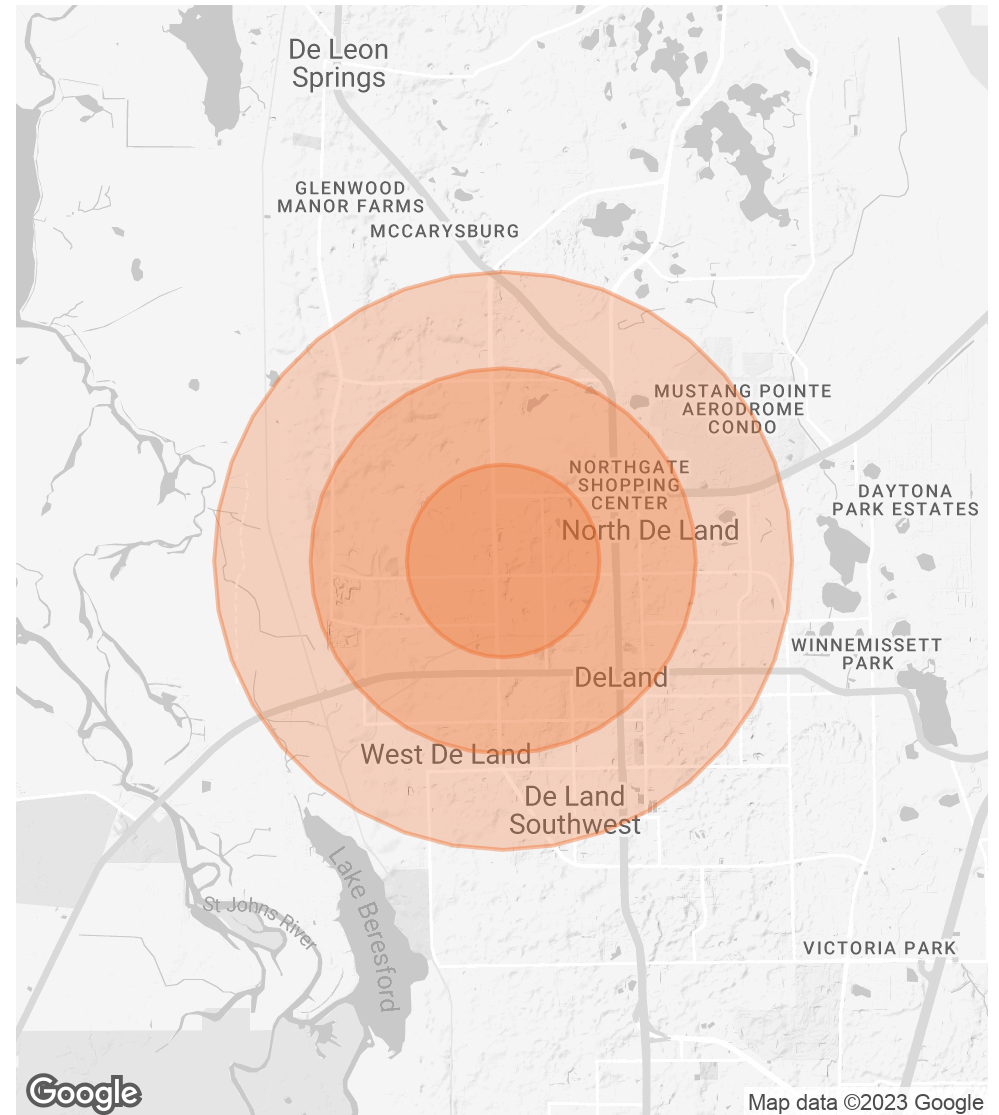 De Leon
Springs
GLENWOOD
MANOR FARMS
MCCARYSBURG
MUSTANG POINTE
AERODROME
CONDO
NORTHGATE
SHOPPING
CENTER
DAYTONA
PARK ESTATES
North De Land
WINNEMISSETT
PARK
DeLand
West De Land
De Land
Southwest
Lake Beresford
St Johns River
VICTORIA PARK
Google
Map data ©2023 Google